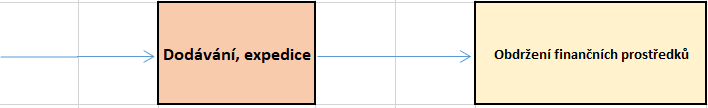 Dodávání, expedice
Obdržení finančních prostředků